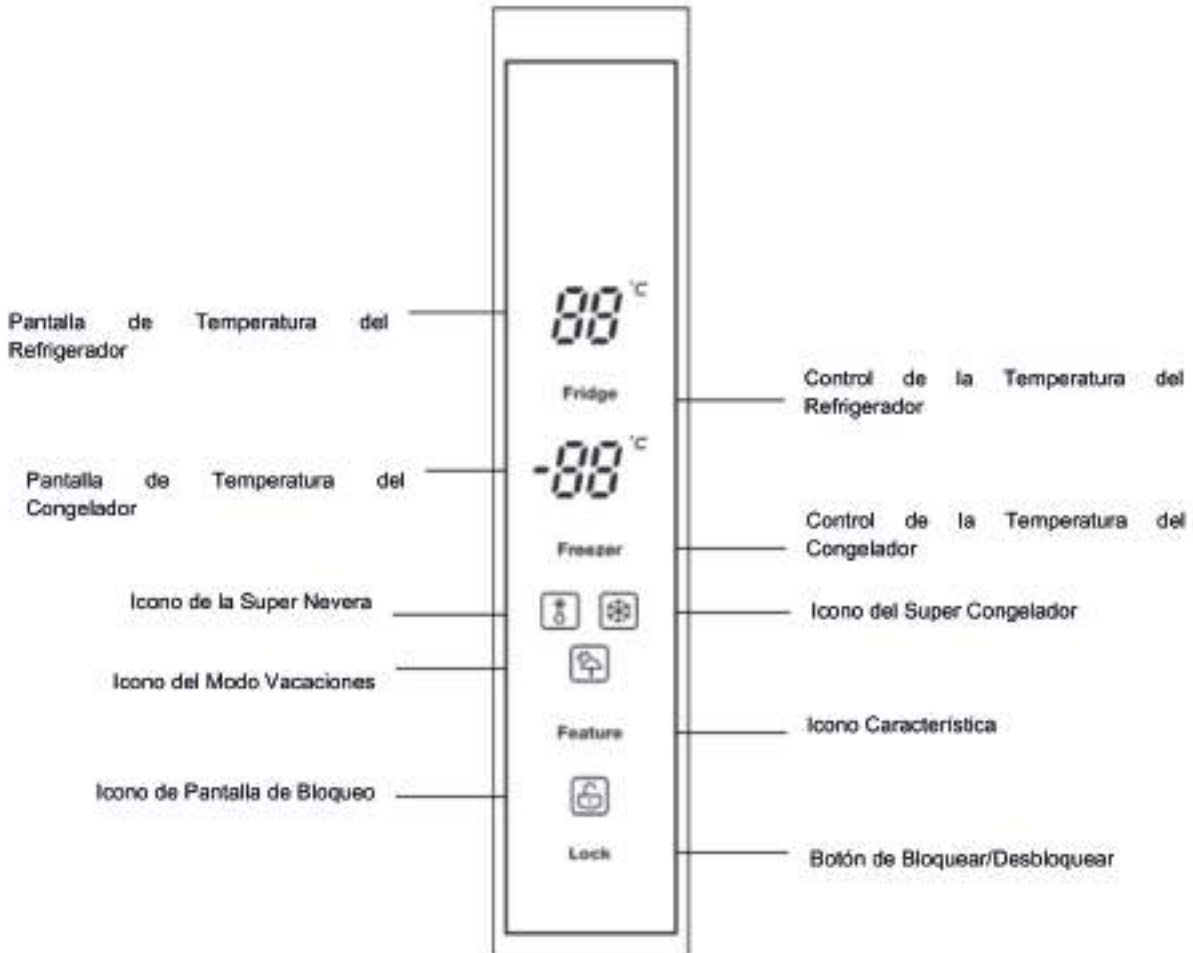 88 °C
Pantalla de Temperatura del
Refrigerador
Fridge
Control de la Temperatura del
Refrigerador
-88 °C
Pantalla de Temperatura del
Congelador
Freezer
Control de la Temperatura del
Congelador
Icono de la Super Nevera
Icono del Super Congelador
Icono del Modo Vacaciones
Feature
Icono Característica
Icono de Pantalla de Bloqueo
Lock
Botón de Bloquear/Desbloquear